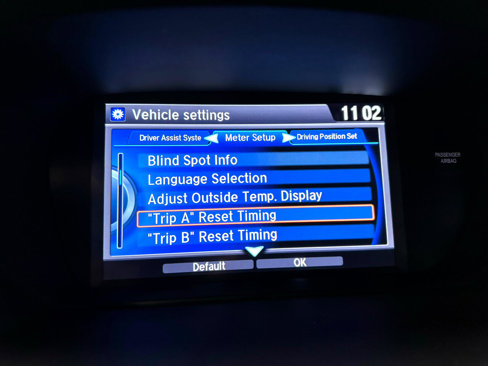 Vehicle settings
11 02
Driver Assist Syste
Meter Setup
Driving Position Set
Blind Spot Info
Language Selection
Adjust Outside Temp. Display
"Trip A" Reset Timing
"Trip B" Reset Timing
Default
OK
PASSENGER
AIRBAG